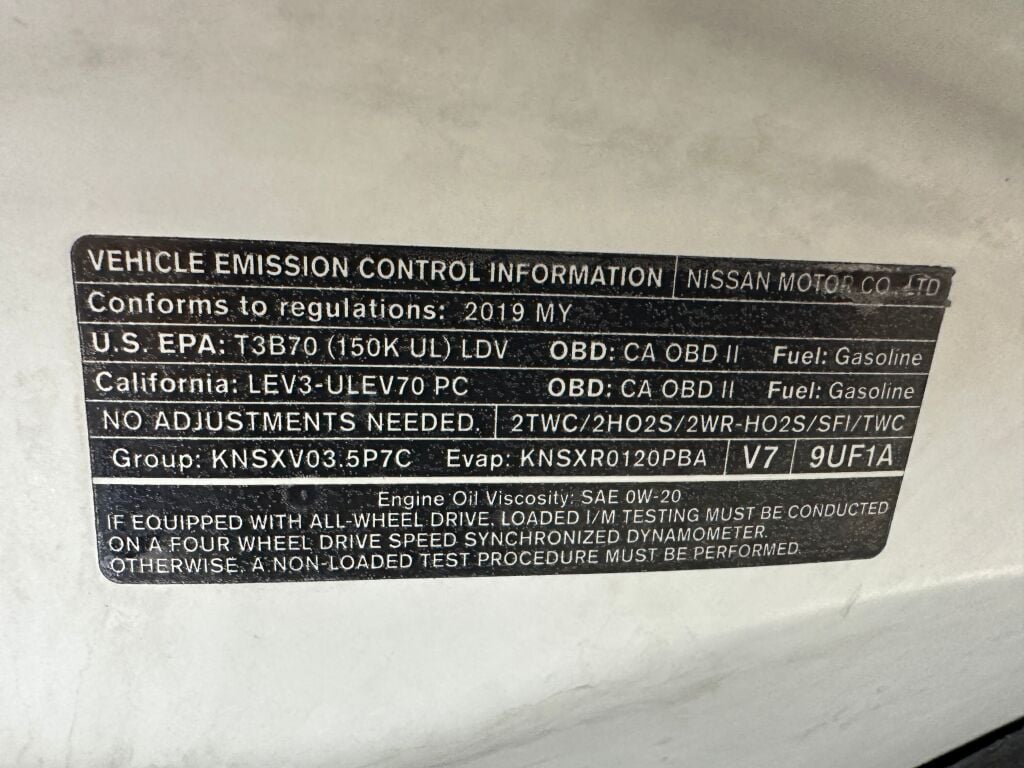 VEHICLE EMISSION CONTROL INFORMATION NISSAN MOTOR CO. LTD
Conforms to regulations: 2019 MY
U.S. EPA: T3B70 (150K UL) LDV OBD: CA OBD II Fuel: Gasoline
California: LEV3-ULEV70 PC OBD: CA OBD II Fuel: Gasoline
NO ADJUSTMENTS NEEDED. 2TWC/2HO2S/2WR-HO2S/SFI/TWC
Group: KNSXV03.5P7C Evap: KNSXR0120PBA V7 9UF1A
Engine Oil Viscosity: SAE 0W-20
IF EQUIPPED WITH ALL-WHEEL DRIVE, LOADED I/M TESTING MUST BE CONDUCTED
ON A FOUR WHEEL DRIVE SPEED SYNCHRONIZED DYNAMOMETER.
OTHERWISE, A NON-LOADED TEST PROCEDURE MUST BE PERFORMED.